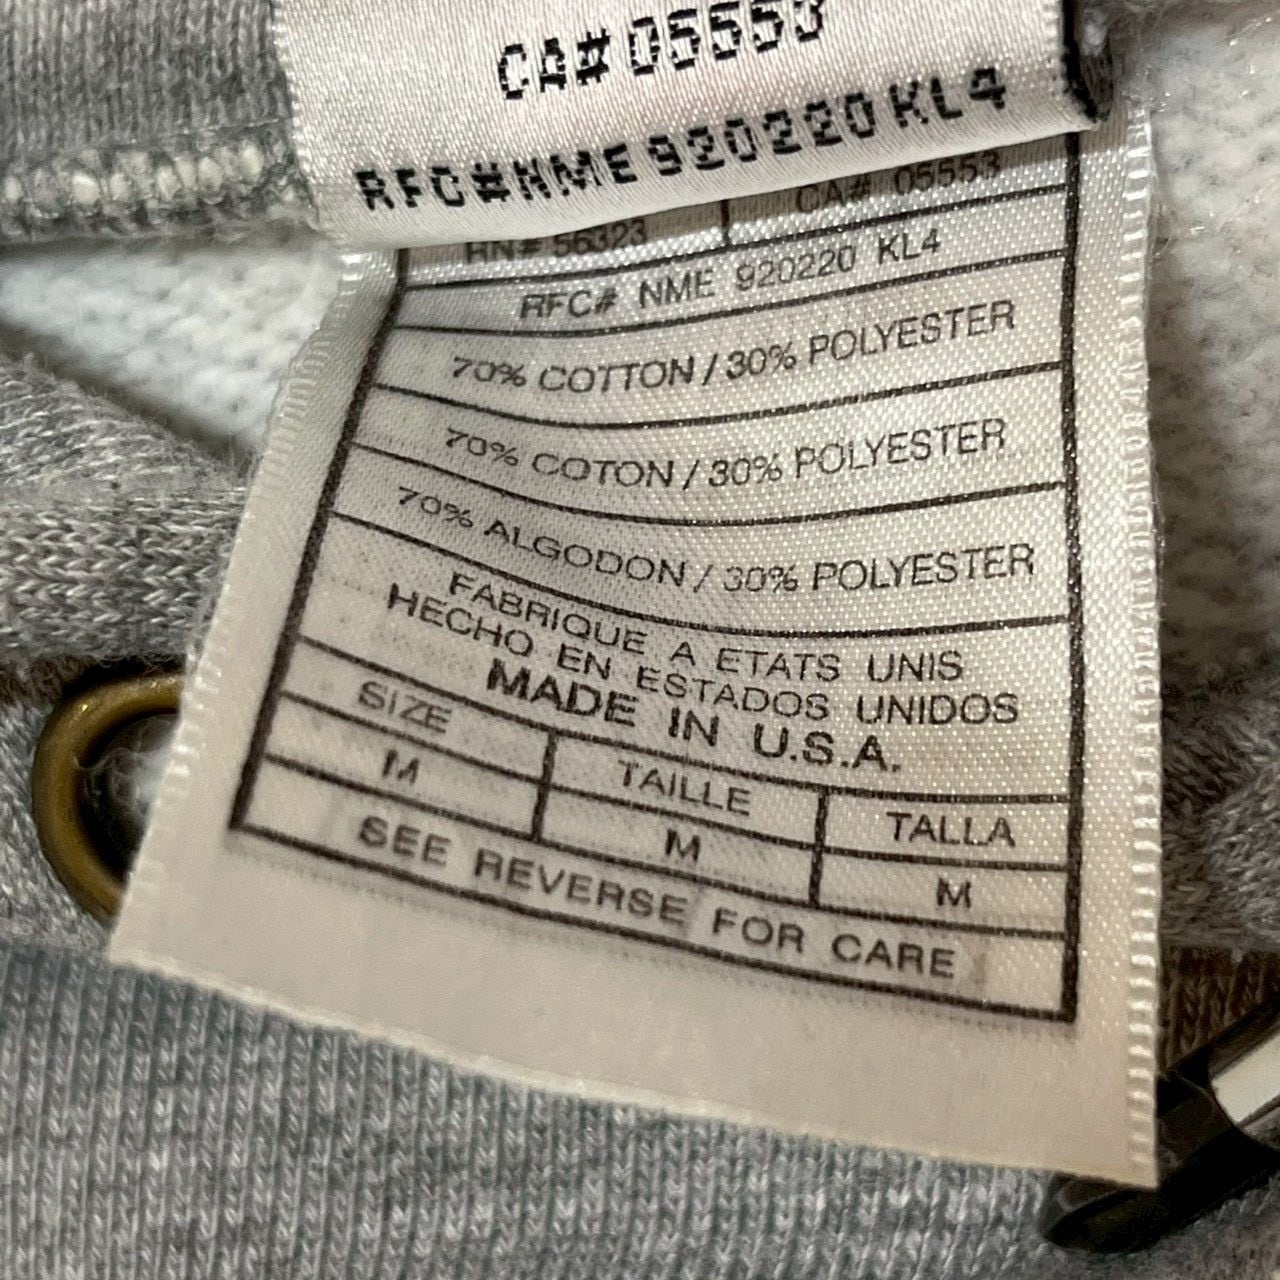 CA# 05553
RFC# NME 920220 KL4
RN# 56323 CA# 05553
RFC# NME 920220 KL4
70% COTTON / 30% POLYESTER
70% COTON / 30% POLYESTER
70% ALGODON / 30% POLYESTER
FABRIQUE A ETATS UNIS
HECHO EN ESTADOS UNIDOS
MADE IN U.S.A.
SIZE TAILLE TALLA
M M M
SEE REVERSE FOR CARE